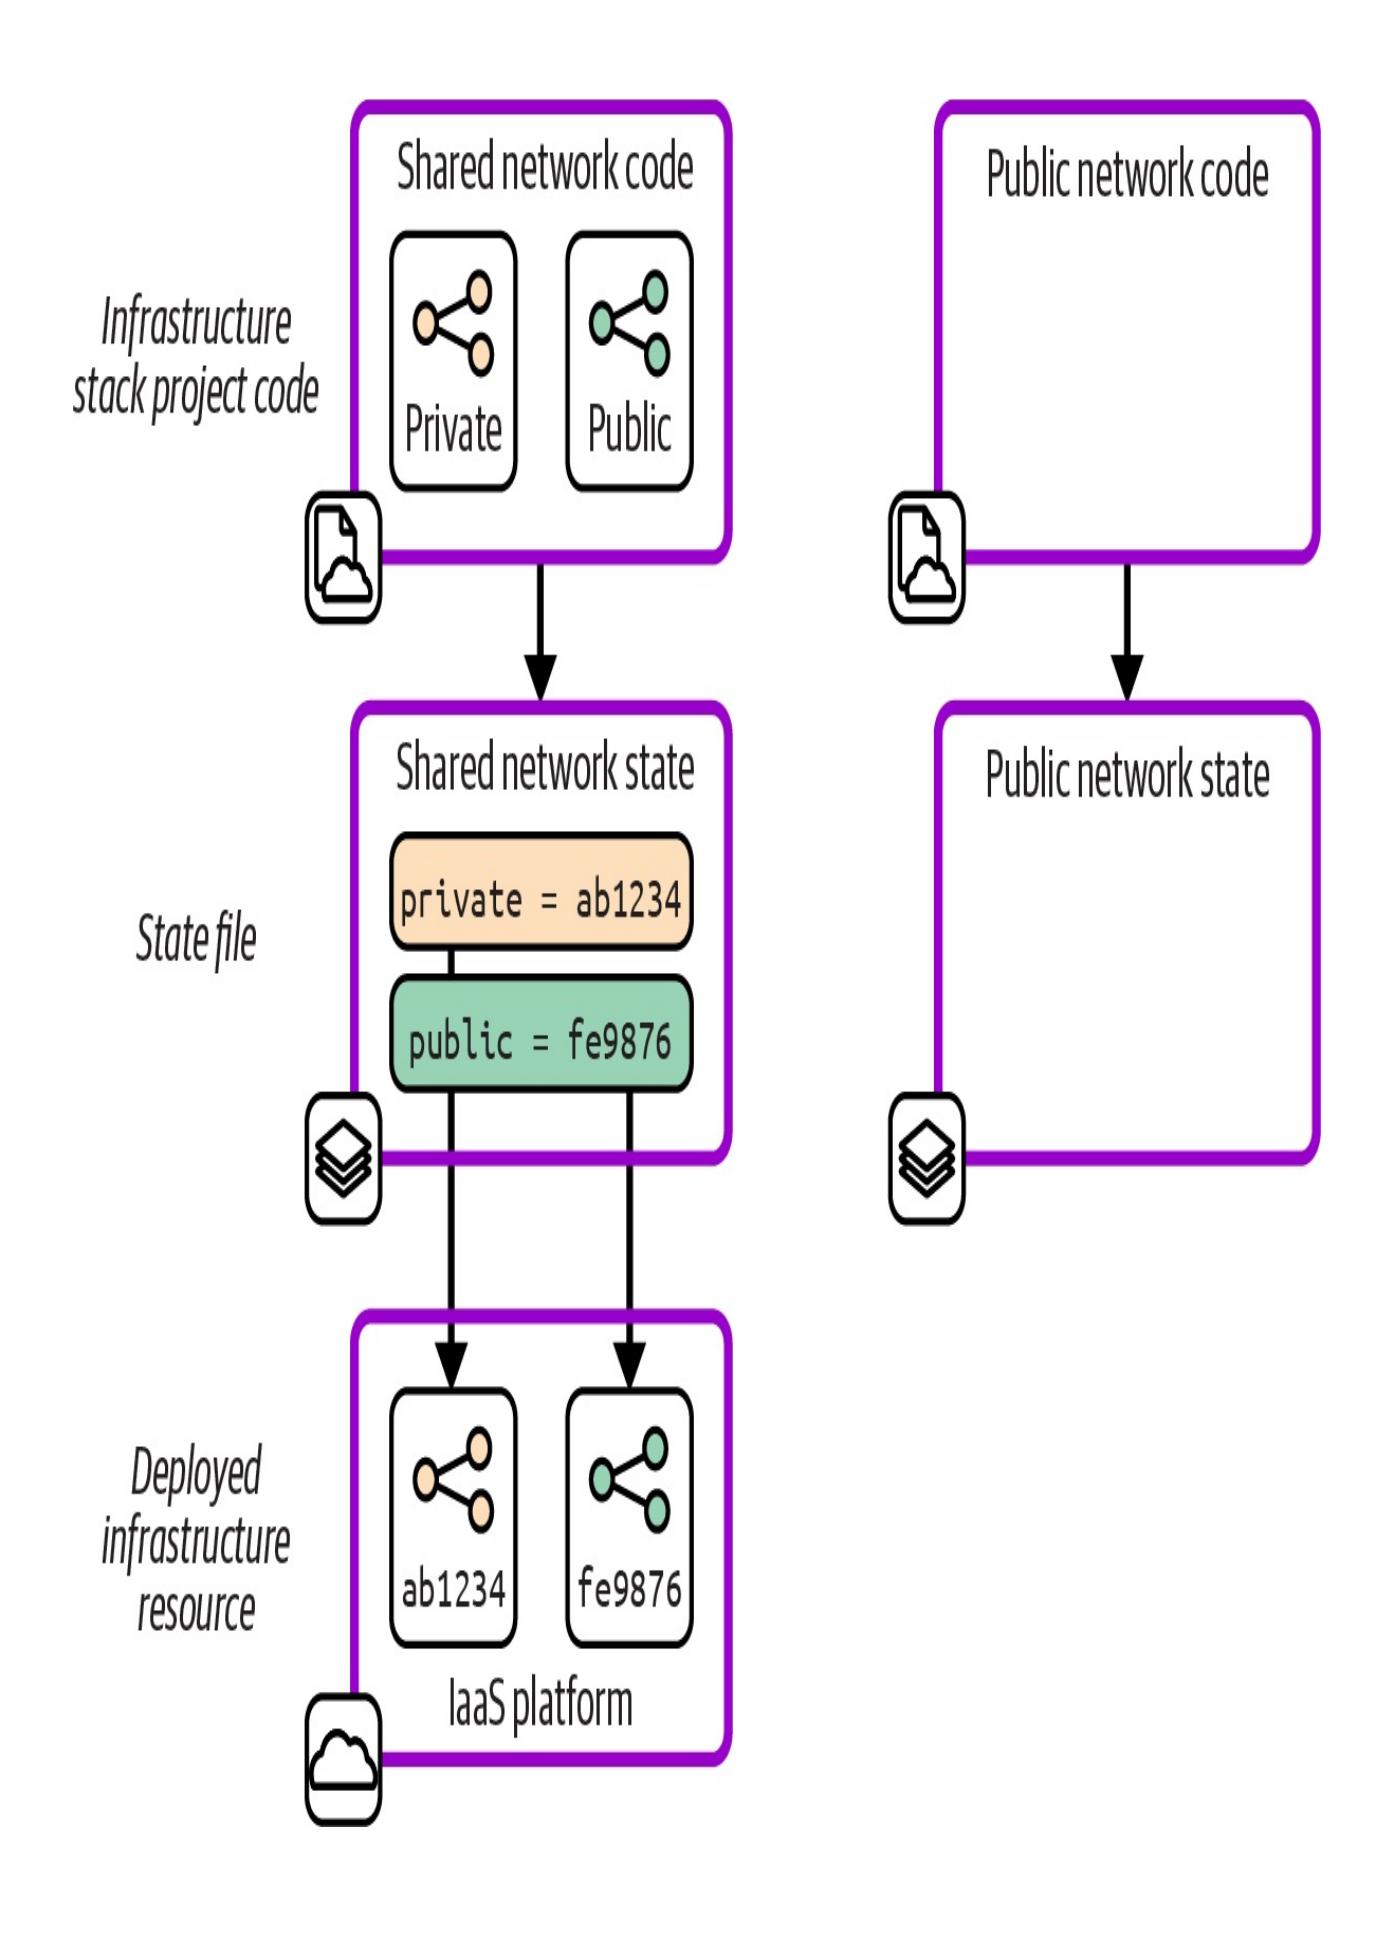 Shared network code
Public network code
Private
Public
Infrastructure
stack project code
Shared network state
Public network state
private = ab1234
public = fe9876
State file
Deployed
infrastructure
resource
ab1234
fe9876
IaaS platform